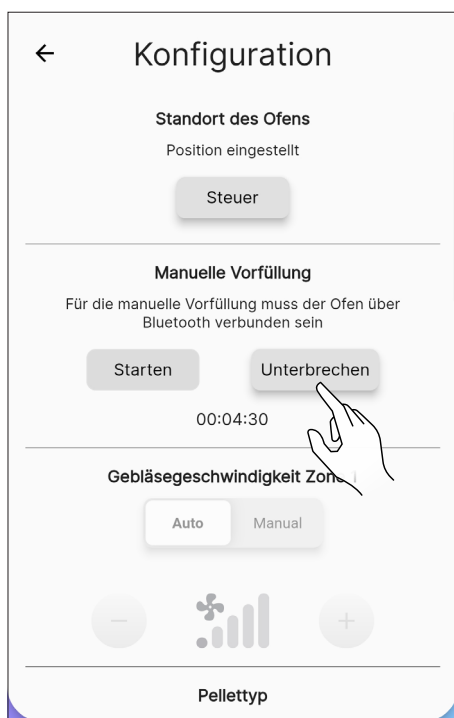 Konfiguration
Standort des Ofens
Position eingestellt
Steuer
Manuelle Vorfüllung
Für die manuelle Vorfüllung muss der Ofen über
Bluetooth verbunden sein
Starten
Unterbrechen
00:04:30
Gebläsegeschwindigkeit
Auto
Manual
Pellettyp